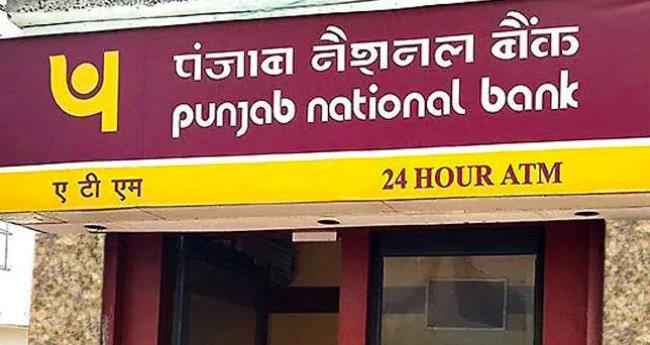 पंजाब नैशनल बैंक
punjab national bank
ए टी एम
24 HOUR ATM